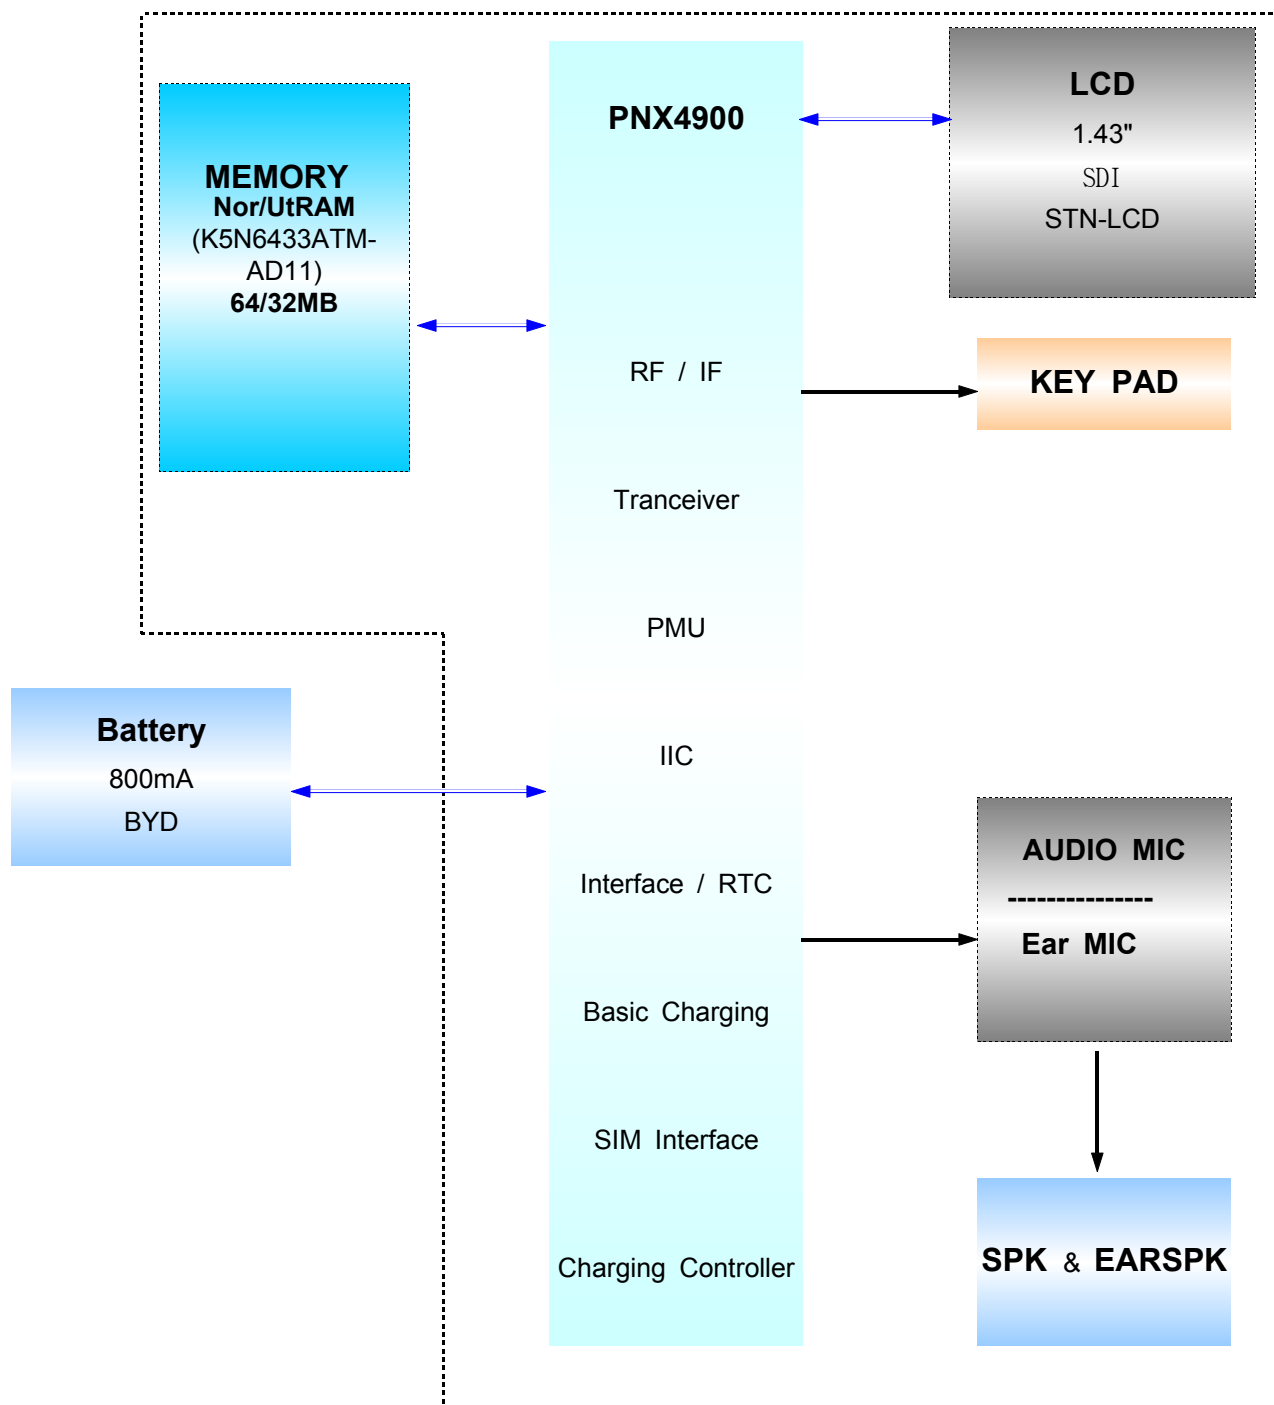 MEMORY
Nor/UtRAM
(K5N6433ATM-
AD11)
64/32MB
Battery
800mA
BYD
PNX4900
RF / IF
Tranceiver
PMU
IIC
Interface / RTC
Basic Charging
SIM Interface
Charging Controller
LCD
1.43"
SDI
STN-LCD
KEY PAD
AUDIO MIC
---------------
Ear MIC
SPK & EARSPK